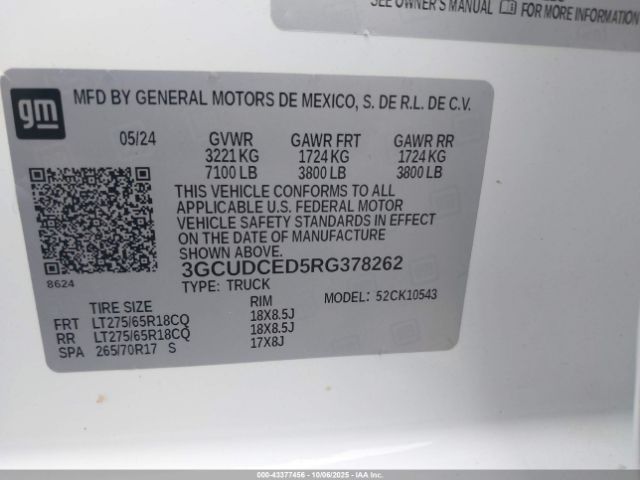 SEE OWNER'S MANUAL FOR MORE INFORMATION
gm
MFD BY GENERAL MOTORS DE MEXICO, S. DE R.L. DE C.V.
05/24 GVWR GAWR FRT GAWR RR
3221 KG 1724 KG 1724 KG
7100 LB 3800 LB 3800 LB
THIS VEHICLE CONFORMS TO ALL
APPLICABLE U.S. FEDERAL MOTOR
VEHICLE SAFETY STANDARDS IN EFFECT
ON THE DATE OF MANUFACTURE
SHOWN ABOVE.
3GCUDCED5RG378262
8624
TYPE: TRUCK MODEL: 52CK10543
TIRE SIZE RIM
FRT LT275/65R18CQ 18X8.5J
RR LT275/65R18CQ 18X8.5J
SPA 265/70R17 S 17X8J
000-43377456 - 10/06/2025 - IAA Inc.